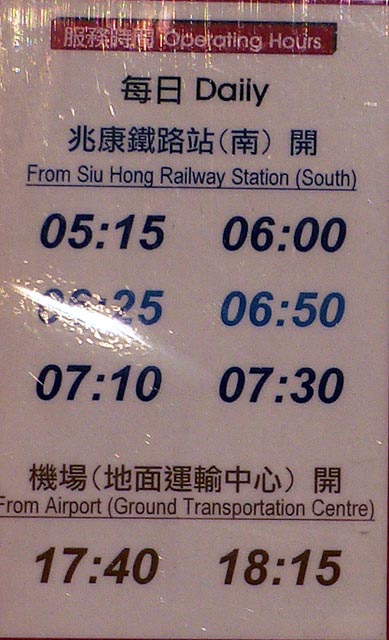 服務時間 Operating Hours
每日 Daily
兆康鐵路站(南) 開
From Siu Hong Railway Station (South)
05:15 06:00
06:25 06:50
07:10 07:30
機場(地面運輸中心) 開
From Airport (Ground Transportation Centre)
17:40 18:15